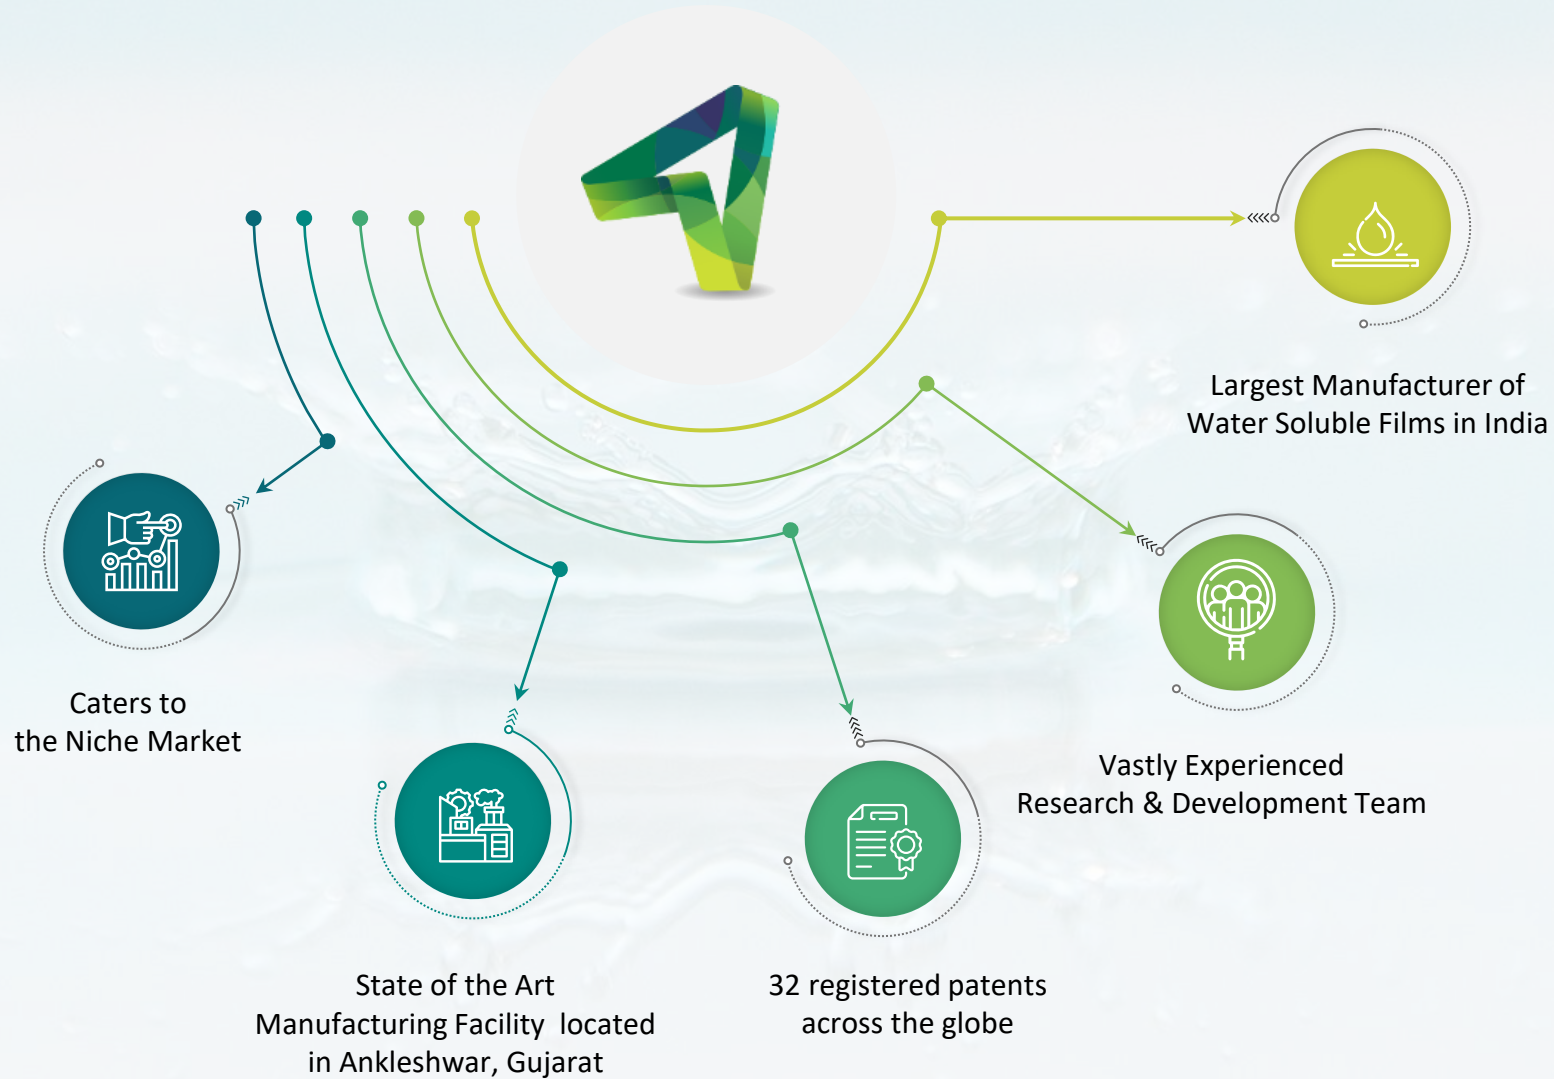 Largest Manufacturer of
Water Soluble Films in India
Caters to
the Niche Market
Vastly Experienced
Research & Development Team
State of the Art
Manufacturing Facility  located
in Ankleshwar, Gujarat
32 registered patents
across the globe